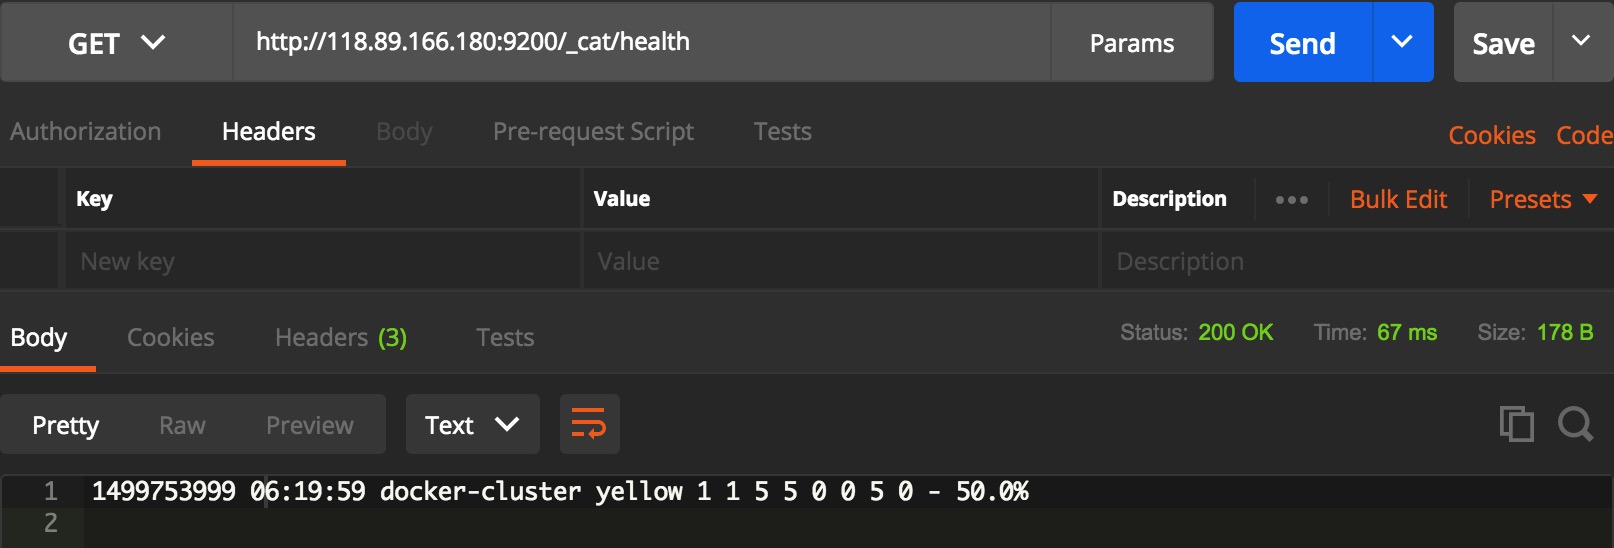 GET http://118.89.166.180:9200/_cat/health Params Send Save
Authorization Headers Body Pre-request Script Tests Cookies Code
Key Value Description ••• Bulk Edit Presets
New key Value Description
Body Cookies Headers (3) Tests Status: 200 OK Time: 67 ms Size: 178 B
Pretty Raw Preview Text
1 1499753999 06:19:59 docker-cluster yellow 1 1 5 5 0 0 5 0 - 50.0%
2